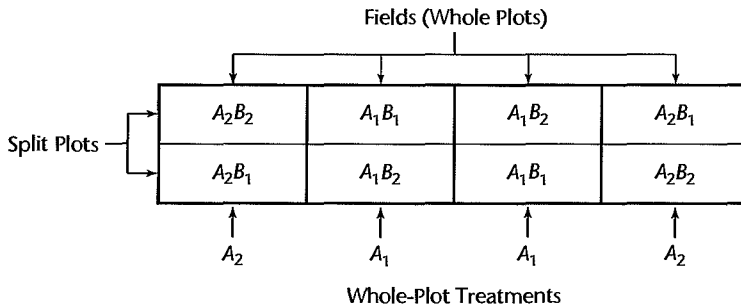 Fields (Whole Plots)
A₂B₂ A₁B₁ A₁B₂ A₂B₁
Split Plots
A₂B₁ A₁B₂ A₁B₁ A₂B₂
A₂ A₁ A₁ A₂
Whole-Plot Treatments